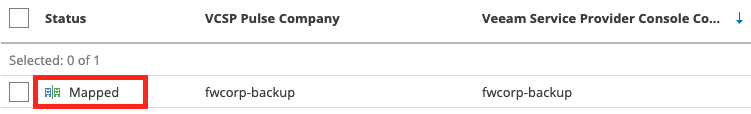 Status VCSP Pulse Company Veeam Service Provider Console Co...
Selected: 0 of 1
Mapped fwcorp-backup fwcorp-backup